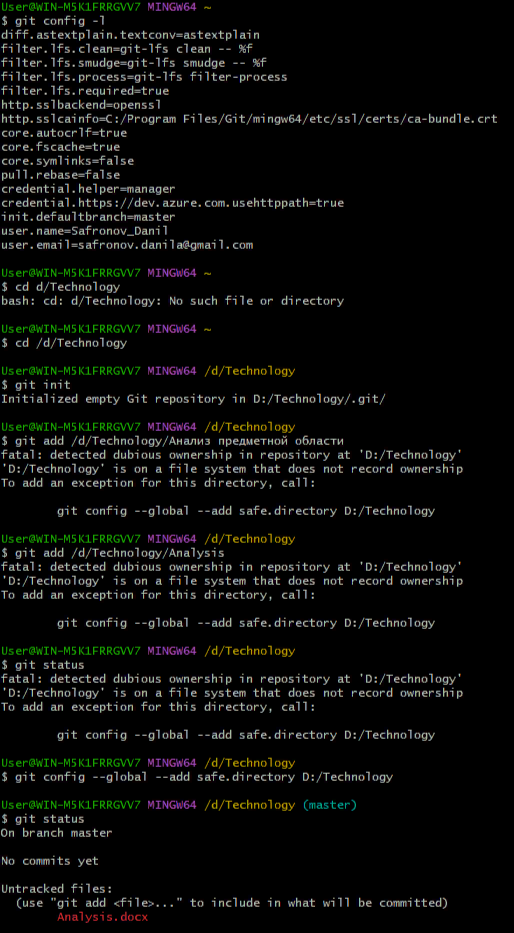 User@WIN-M5K1FRRGVV7 MINGW64 ~
$ git config -l
diff.astextplain.textconv=astextplain
filter.lfs.clean=git-lfs clean -- %f
filter.lfs.smudge=git-lfs smudge -- %f
filter.lfs.process=git-lfs filter-process
filter.lfs.required=true
http.sslbackend=openssl
http.sslcainfo=C:/Program Files/Git/mingw64/etc/ssl/certs/ca-bundle.crt
core.autocrlf=true
core.fscache=true
core.symlinks=false
pull.rebase=false
credential.helper=manager
credential.https://dev.azure.com.usehttppath=true
init.defaultbranch=master
user.name=Safronov_Danil
user.email=safronov.danila@gmail.com
User@WIN-M5K1FRRGVV7 MINGW64 ~
$ cd d/Technology
bash: cd: d/Technology: No such file or directory
User@WIN-M5K1FRRGVV7 MINGW64 ~
$ cd /d/Technology
User@WIN-M5K1FRRGVV7 MINGW64 /d/Technology
$ git init
Initialized empty Git repository in D:/Technology/.git/
User@WIN-M5K1FRRGVV7 MINGW64 /d/Technology
$ git add /d/Technology/Анализ предметной области
fatal: detected dubious ownership in repository at 'D:/Technology'
'D:/Technology' is on a file system that does not record ownership
To add an exception for this directory, call:
git config --global --add safe.directory D:/Technology
User@WIN-M5K1FRRGVV7 MINGW64 /d/Technology
$ git add /d/Technology/Analysis
fatal: detected dubious ownership in repository at 'D:/Technology'
'D:/Technology' is on a file system that does not record ownership
To add an exception for this directory, call:
git config --global --add safe.directory D:/Technology
User@WIN-M5K1FRRGVV7 MINGW64 /d/Technology
$ git status
fatal: detected dubious ownership in repository at 'D:/Technology'
'D:/Technology' is on a file system that does not record ownership
To add an exception for this directory, call:
git config --global --add safe.directory D:/Technology
User@WIN-M5K1FRRGVV7 MINGW64 /d/Technology
$ git config --global --add safe.directory D:/Technology
User@WIN-M5K1FRRGVV7 MINGW64 /d/Technology (master)
$ git status
On branch master
No commits yet
Untracked files:
(use "git add <file>..." to include in what will be committed)
Analysis.docx